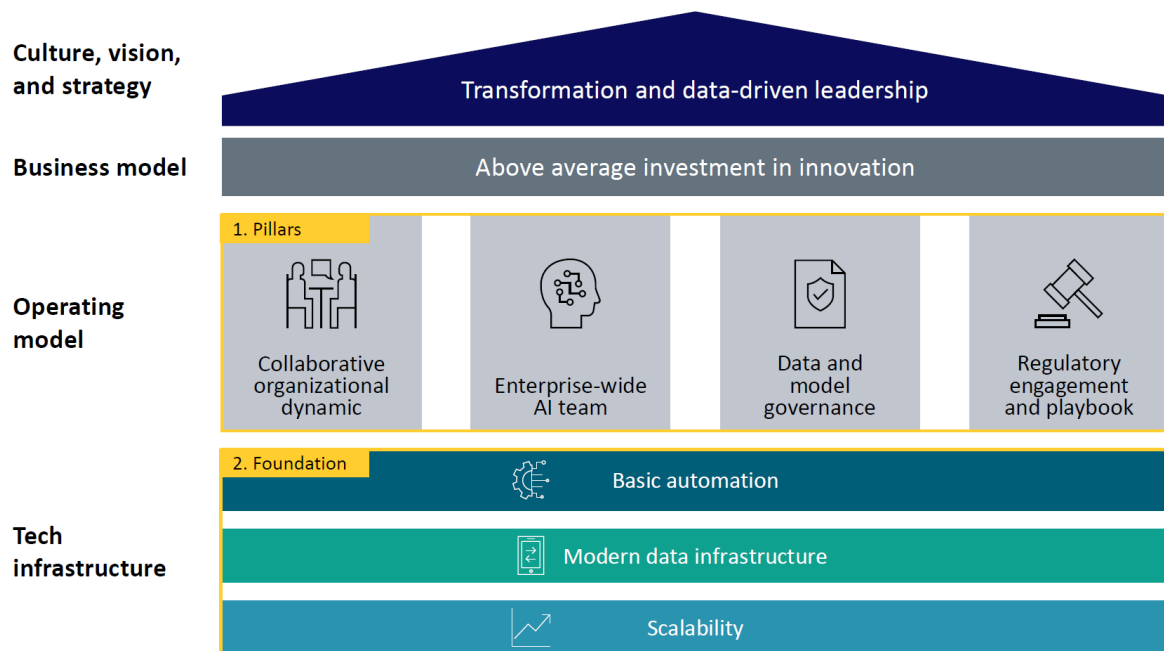 Culture, vision,
and strategy
Transformation and data-driven leadership
Business model
Above average investment in innovation
Operating
model
1. Pillars
Collaborative
organizational
dynamic
Enterprise-wide
AI team
Data and
model
governance
Regulatory
engagement
and playbook
Tech
infrastructure
2. Foundation
Basic automation
Modern data infrastructure
Scalability